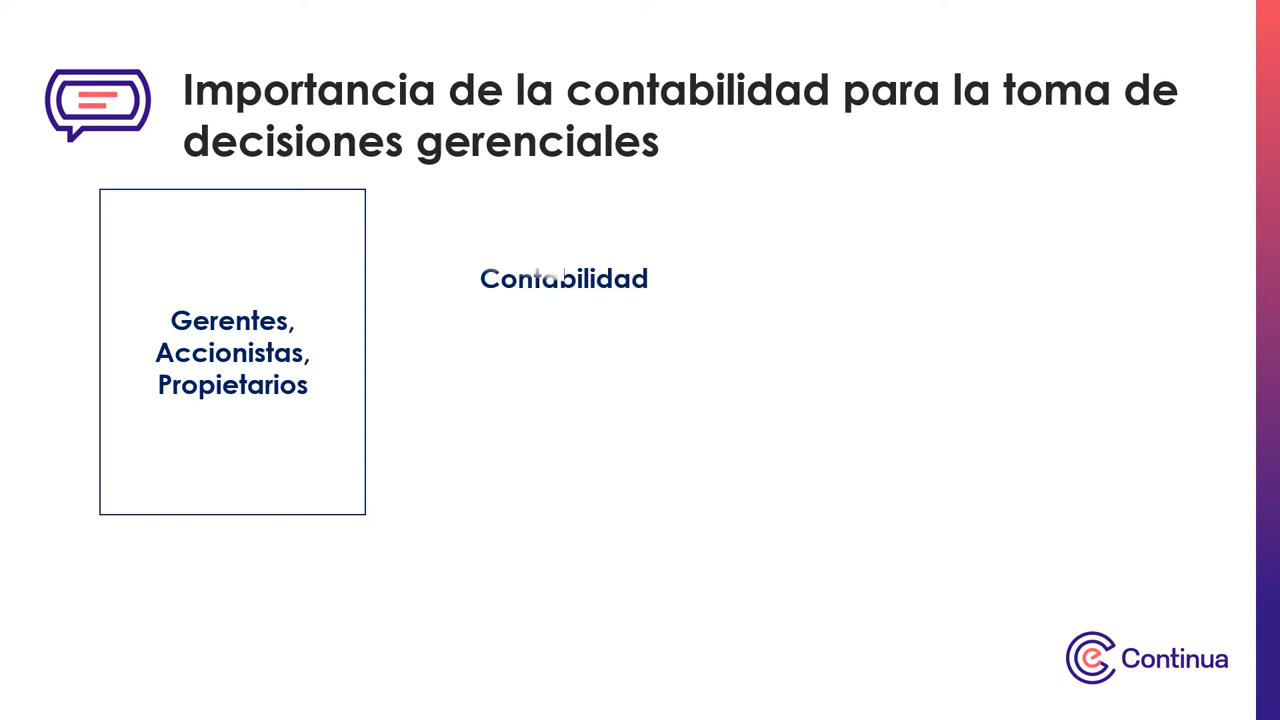 Importancia de la contabilidad para la toma de
decisiones gerenciales
Gerentes,
Accionistas,
Propietarios
Contabilidad
Continua